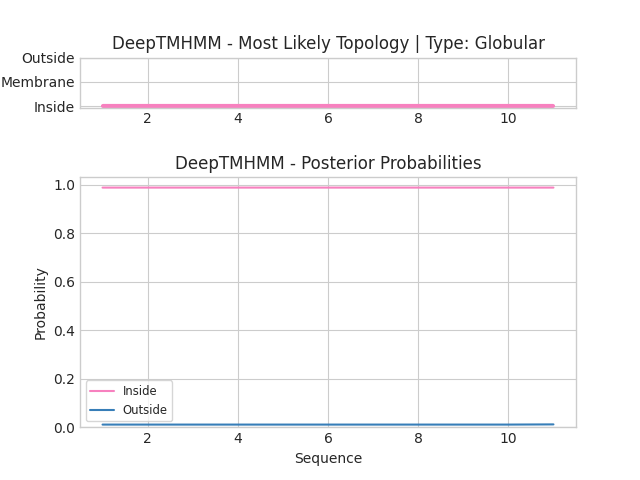 DeepTMHMM - Most Likely Topology | Type: Globular
Outside
Membrane
Inside
2 4 6 8 10
DeepTMHMM - Posterior Probabilities
1.0
0.8
0.6
0.4
0.2
0.0
Probability
Inside
Outside
2 4 6 8 10
Sequence